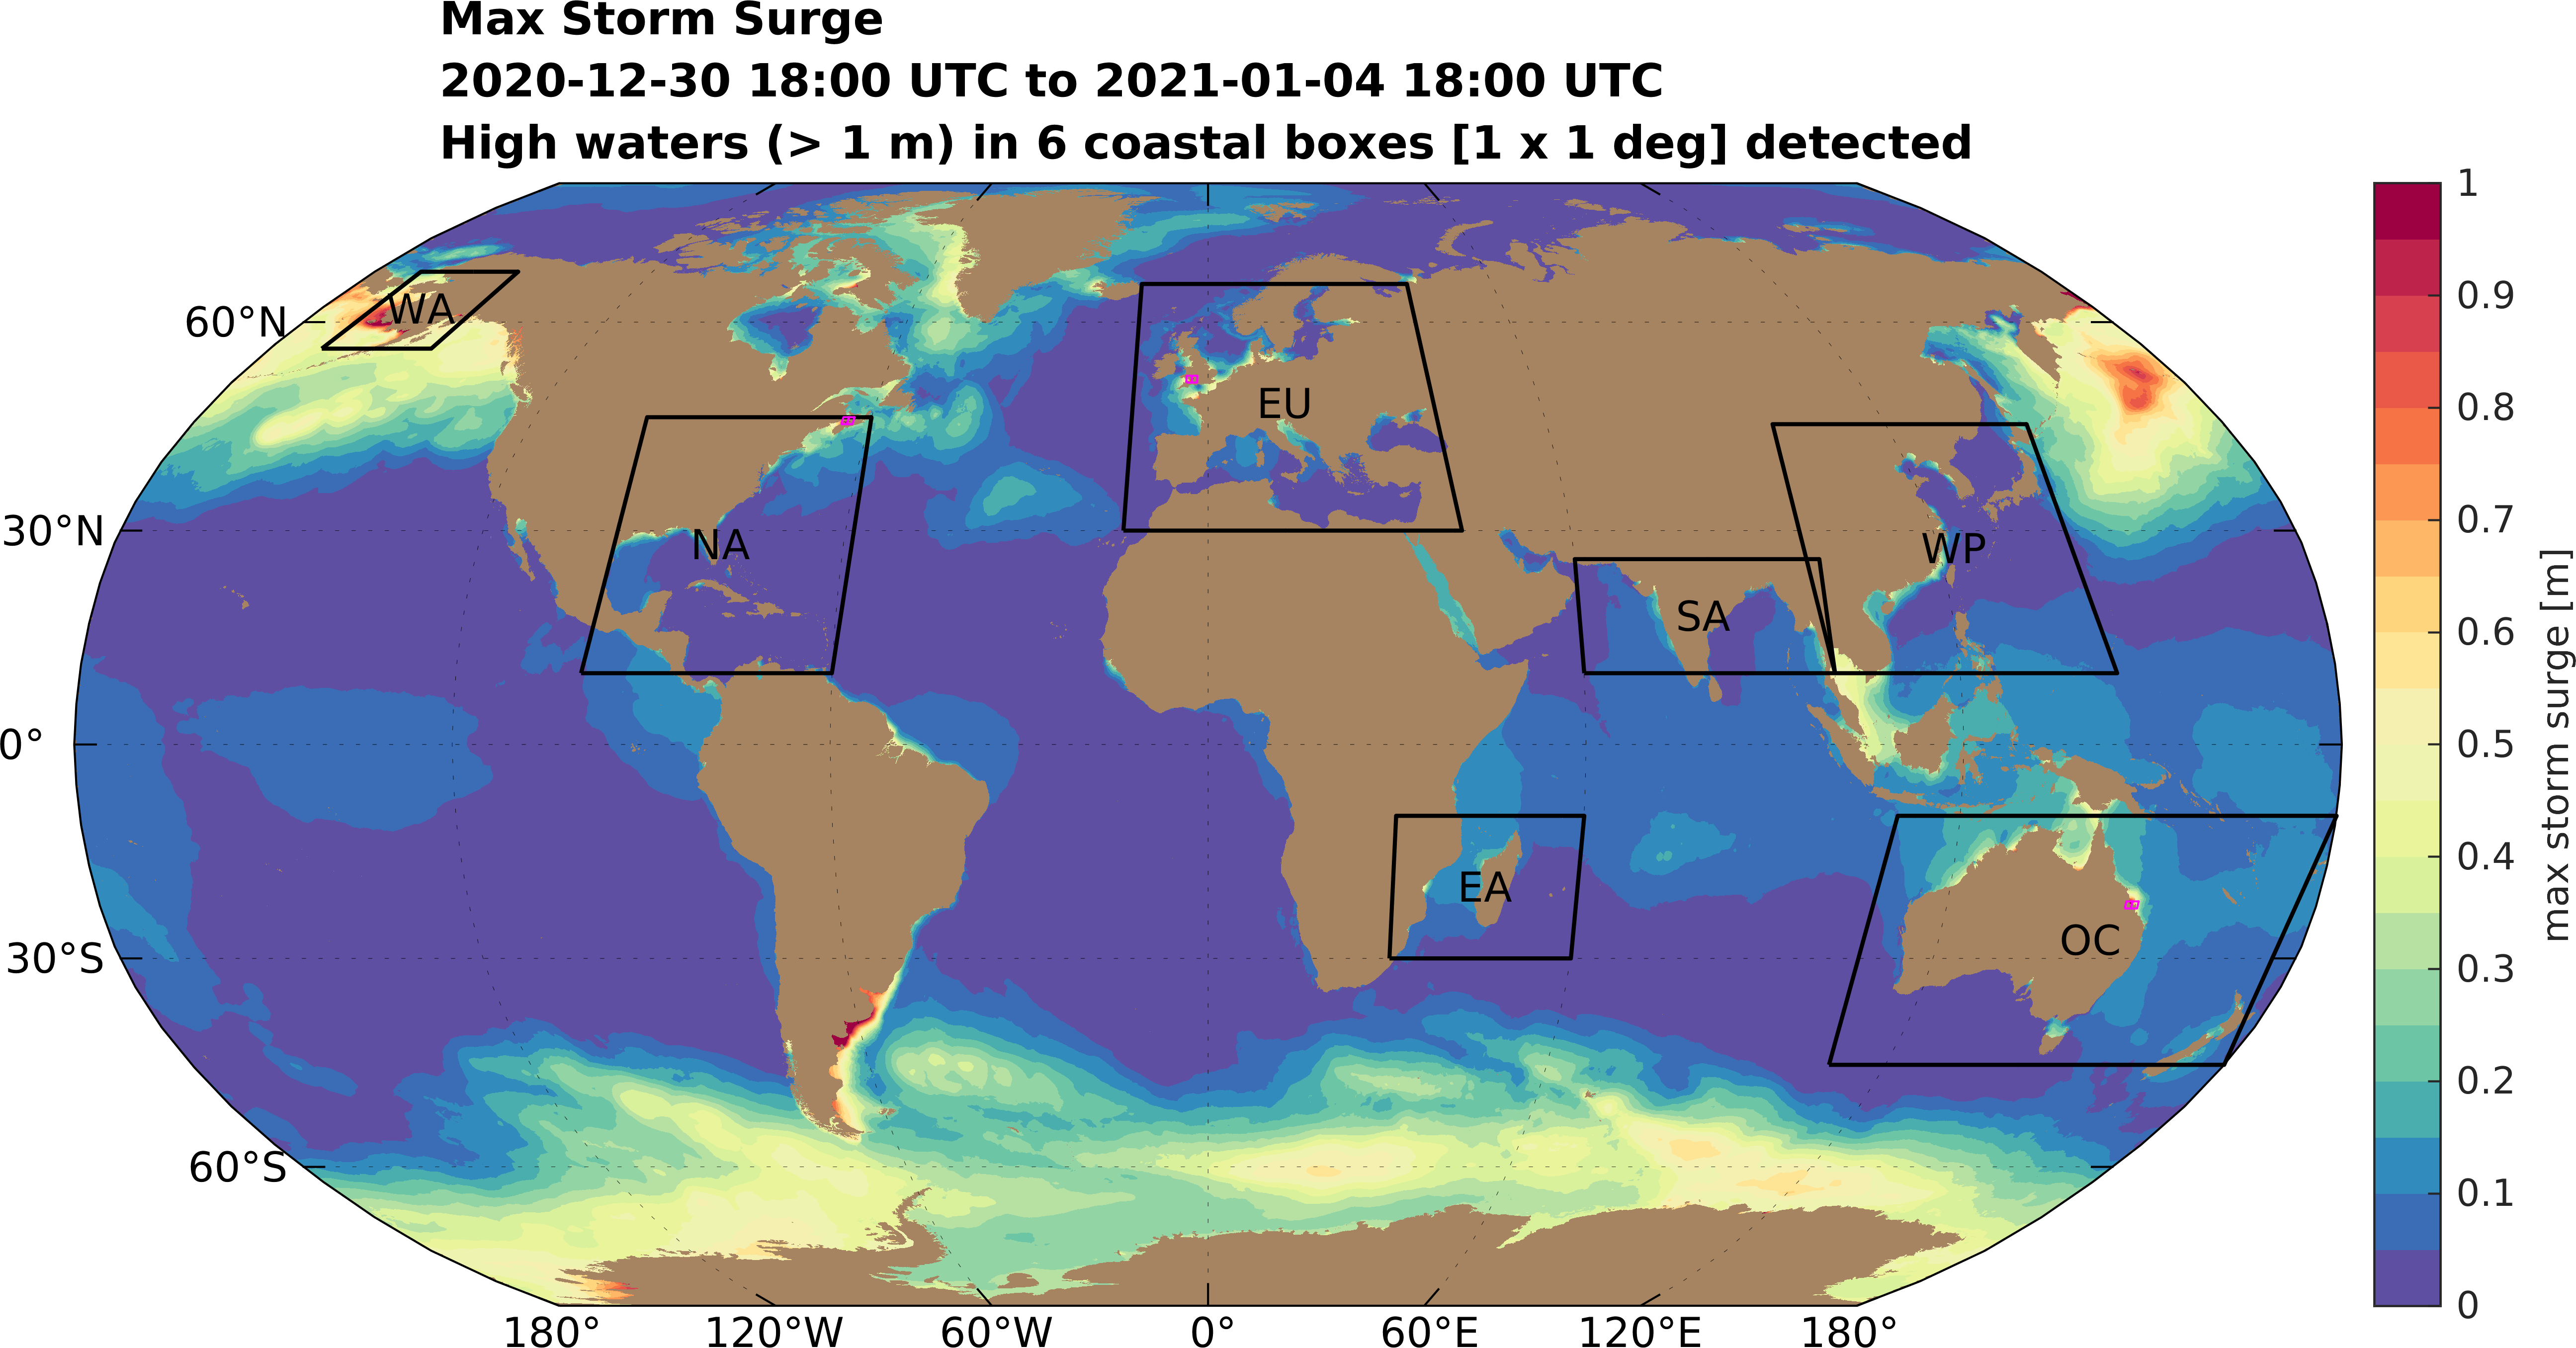 Max Storm Surge
2020-12-30 18:00 UTC to 2021-01-04 18:00 UTC
High waters (> 1 m) in 6 coastal boxes [1 x 1 deg] detected
60°N
30°N
0°
30°S
60°S
180°
120°W
60°W
0°
60°E
120°E
180°
WA
NA
EU
SA
WP
EA
OC
1
0.9
0.8
0.7
0.6
0.5
0.4
0.3
0.2
0.1
0
max storm surge [m]